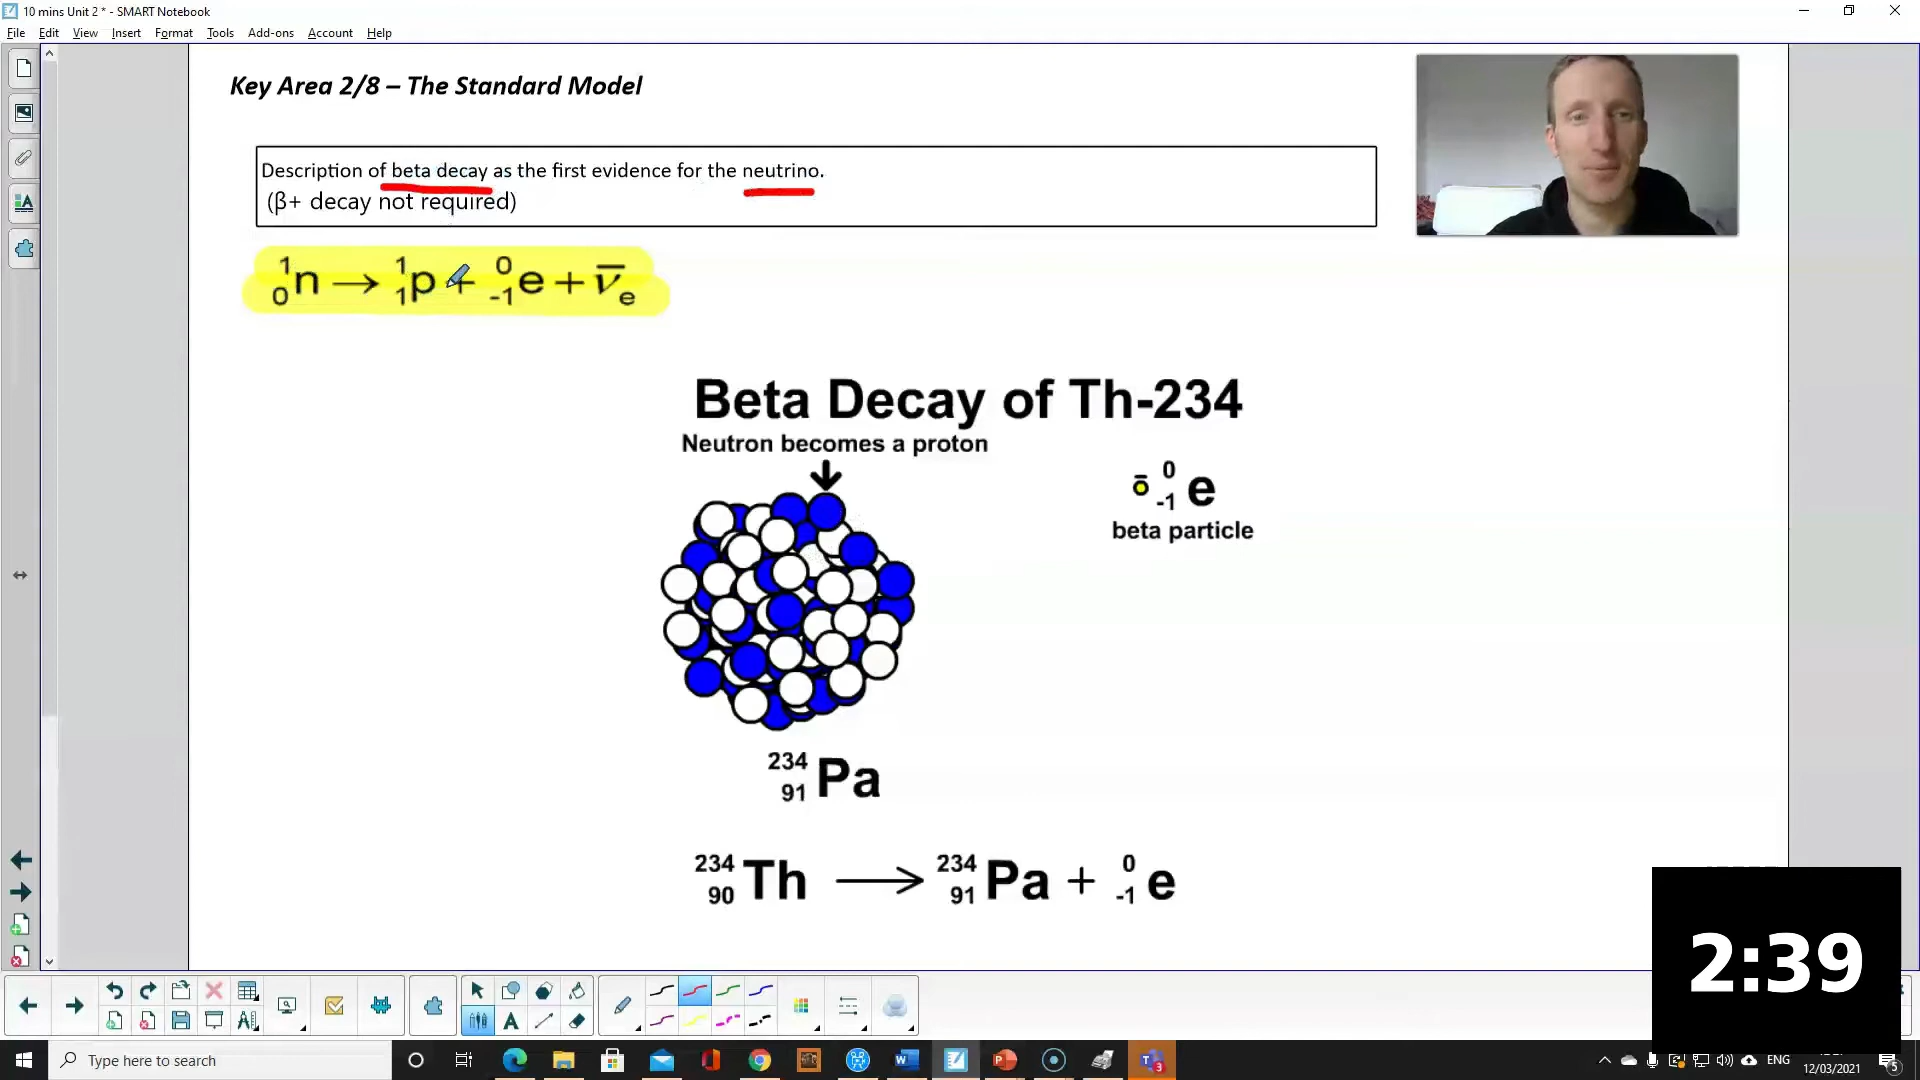 10 mins Unit 2 * - SMART Notebook
File Edit View Insert Format Tools Add-ons Account Help
Key Area 2/8 – The Standard Model
Description of beta decay as the first evidence for the neutrino.
(β+ decay not required)
¹₀n → ¹₁p + ⁰₋₁e + ν̅ₑ
Beta Decay of Th-234
Neutron becomes a proton
⁰₋₁e
beta particle
²³⁴₉₁Pa
²³⁴₉₀Th ⟶ ²³⁴₉₁Pa + ⁰₋₁e
2:39
Type here to search
ENG
12/03/2021